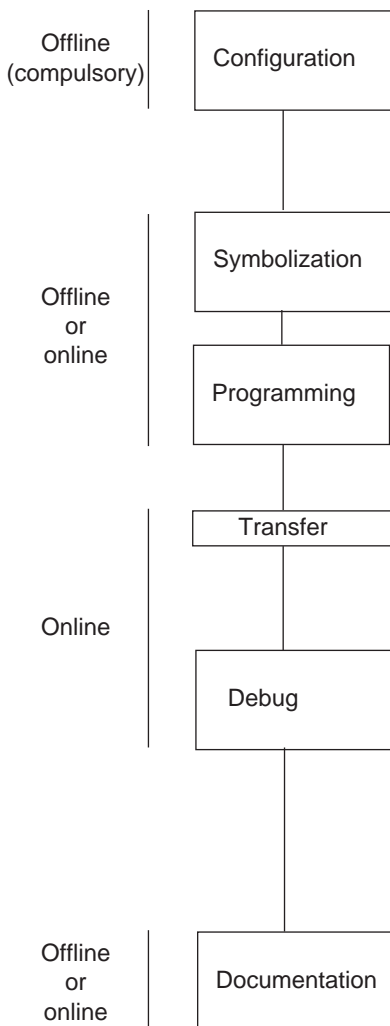 Offline
(compulsory)
Configuration
Symbolization
Offline
or
online
Programming
Transfer
Online
Debug
Offline
or
online
Documentation